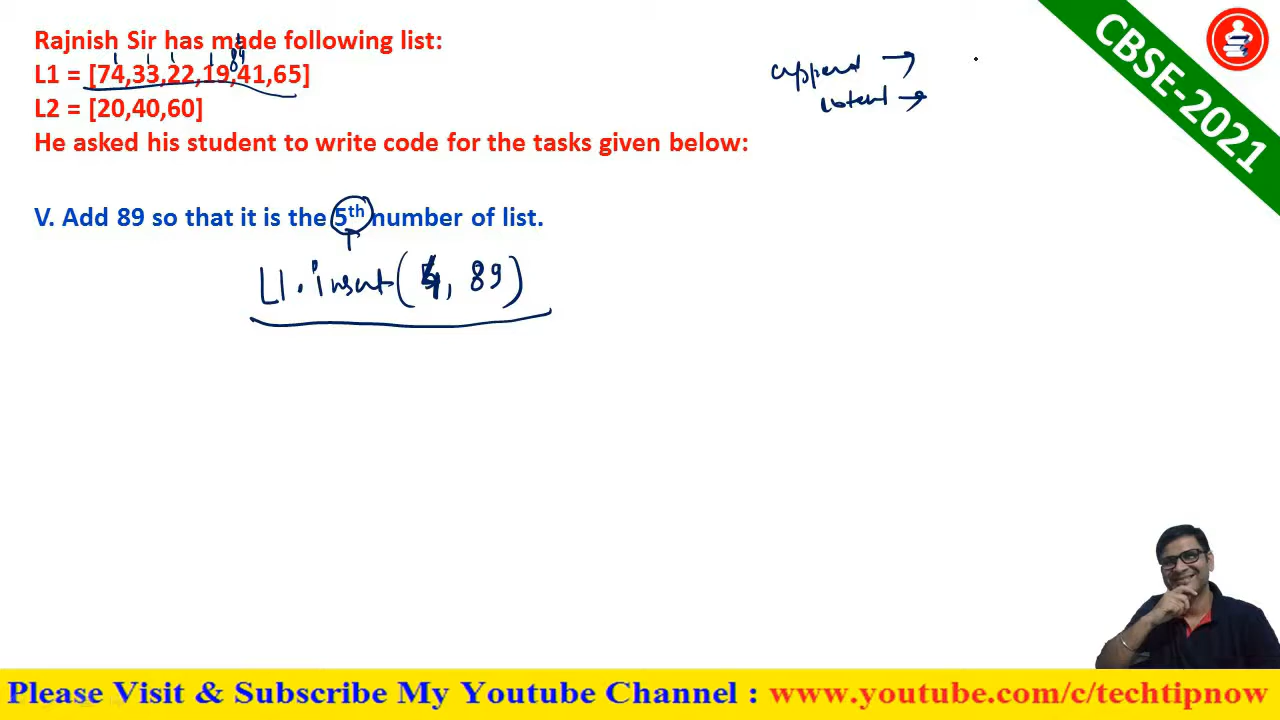 Rajnish Sir has made following list:
89
L1 = [74,33,22,19,41,65]
L2 = [20,40,60]
He asked his student to write code for the tasks given below:
append →
→
CBSE-2021
V. Add 89 so that it is the 5th number of list.
L1.insert(4, 89)
Please Visit & Subscribe My Youtube Channel : www.youtube.com/c/techtipnow